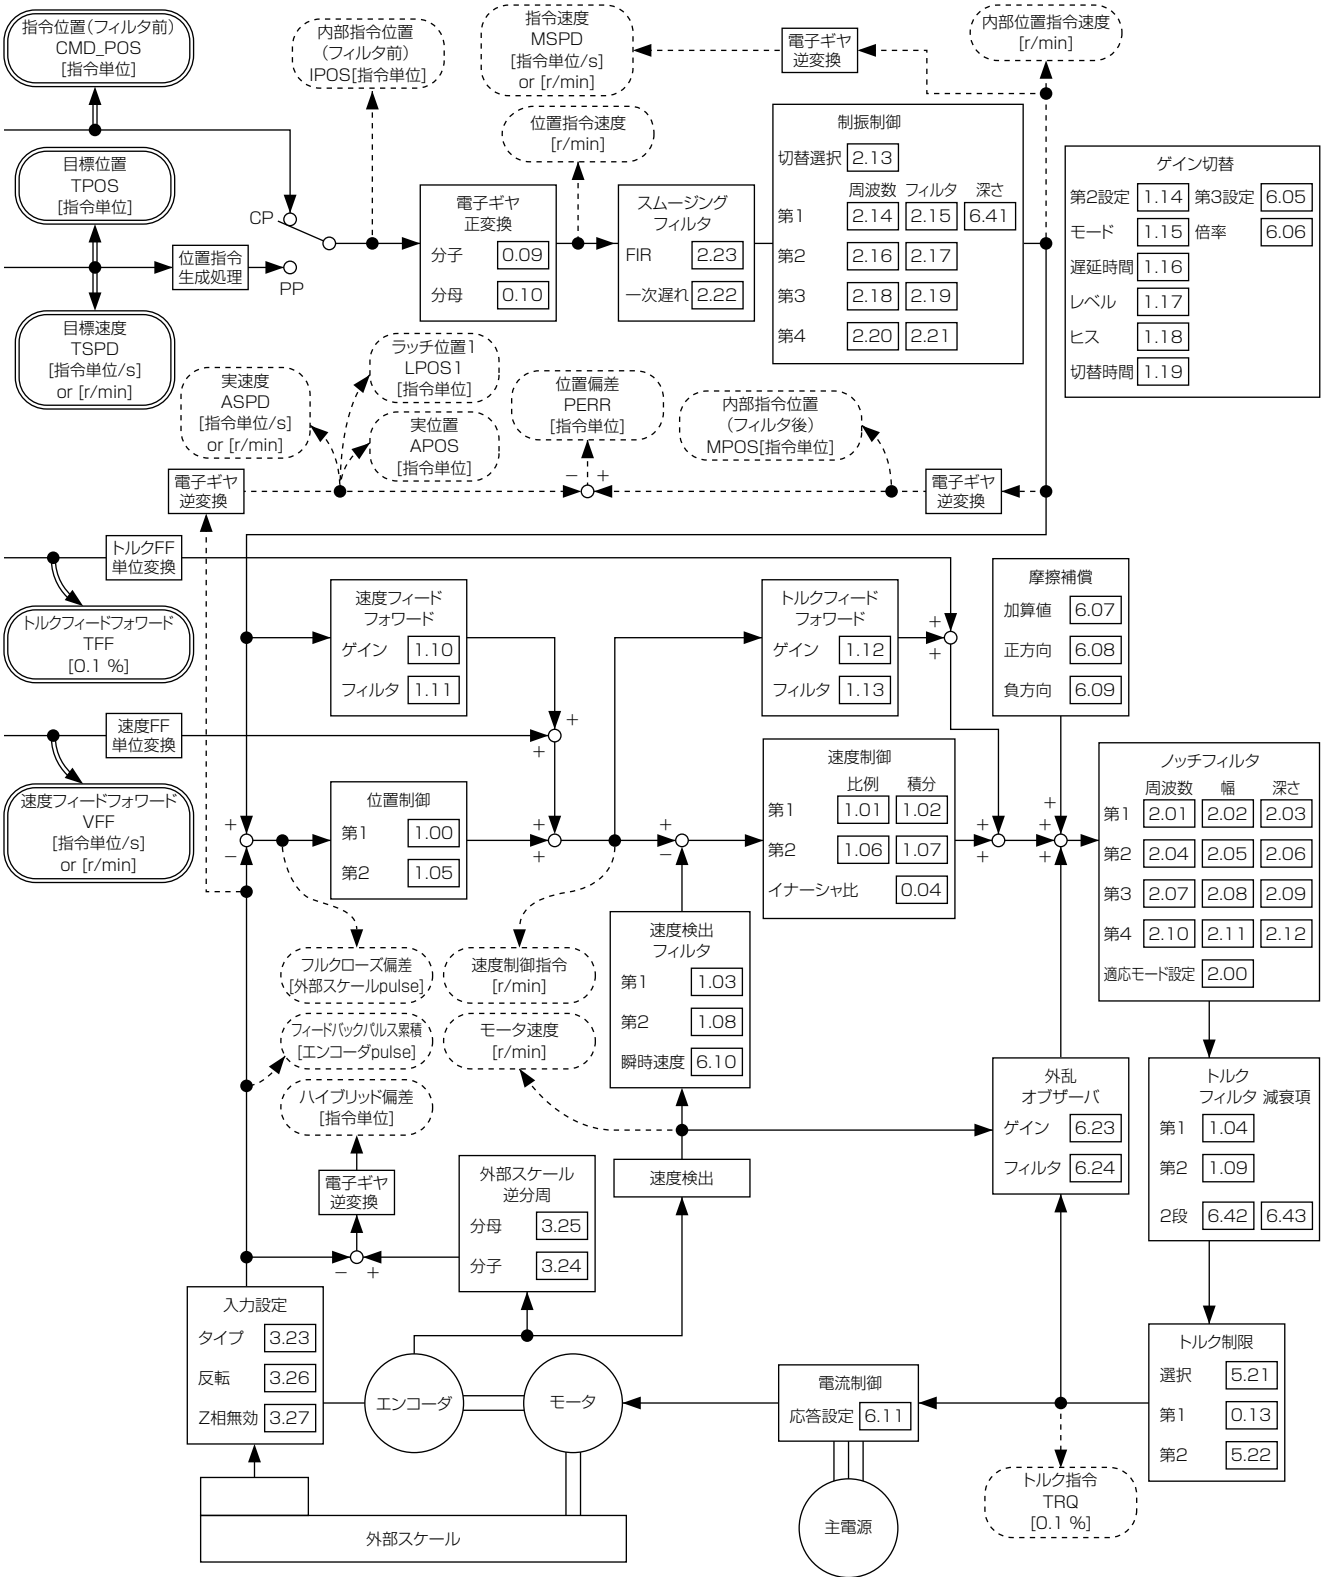 指令位置(フィルタ前)
CMD_POS
[指令単位]
内部指令位置
(フィルタ前)
IPOS[指令単位]
指令速度
MSPD
[指令単位/s]
or [r/min]
電子ギヤ
逆変換
内部位置指令速度
[r/min]
位置指令速度
[r/min]
目標位置
TPOS
[指令単位]
CP
PP
位置指令
生成処理
目標速度
TSPD
[指令単位/s]
or [r/min]
電子ギヤ
正変換
分子 0.09
分母 0.10
スムージング
フィルタ
FIR 2.23
一次遅れ 2.22
制振制御
切替選択 2.13
周波数 フィルタ 深さ
第1 2.14 2.15 6.41
第2 2.16 2.17
第3 2.18 2.19
第4 2.20 2.21
ゲイン切替
第2設定 1.14 第3設定 6.05
モード 1.15 倍率 6.06
遅延時間 1.16
レベル 1.17
ヒス 1.18
切替時間 1.19
実速度
ASPD
[指令単位/s]
or [r/min]
ラッチ位置1
LPOS1
[指令単位]
実位置
APOS
[指令単位]
位置偏差
PERR
[指令単位]
内部指令位置
(フィルタ後)
MPOS[指令単位]
電子ギヤ
逆変換
− +
電子ギヤ
逆変換
トルクFF
単位変換
トルクフィードフォワード
TFF
[0.1 %]
速度フィード
フォワード
ゲイン 1.10
フィルタ 1.11
トルクフィード
フォワード
ゲイン 1.12
フィルタ 1.13
+
+
摩擦補償
加算値 6.07
正方向 6.08
負方向 6.09
速度FF
単位変換
+
+
速度フィードフォワード
VFF
[指令単位/s]
or [r/min]
+
−
位置制御
第1 1.00
第2 1.05
+
+
+
−
速度制御
比例 積分
第1 1.01 1.02
第2 1.06 1.07
イナーシャ比 0.04
+
+
+
+
ノッチフィルタ
周波数 幅 深さ
第1 2.01 2.02 2.03
第2 2.04 2.05 2.06
第3 2.07 2.08 2.09
第4 2.10 2.11 2.12
適応モード設定 2.00
フルクローズ偏差
[外部スケールpulse]
速度制御指令
[r/min]
速度検出
フィルタ
第1 1.03
第2 1.08
瞬時速度 6.10
フィードバックパルス累積
[エンコーダpulse]
モータ速度
[r/min]
ハイブリッド偏差
[指令単位]
外乱
オブザーバ
ゲイン 6.23
フィルタ 6.24
トルク
フィルタ 減衰項
第1 1.04
第2 1.09
2段 6.42 6.43
電子ギヤ
逆変換
− +
外部スケール
逆分周
分母 3.25
分子 3.24
速度検出
入力設定
タイプ 3.23
反転 3.26
Z相無効 3.27
エンコーダ
モータ
電流制御
応答設定 6.11
トルク制限
選択 5.21
第1 0.13
第2 5.22
トルク指令
TRQ
[0.1 %]
主電源
外部スケール